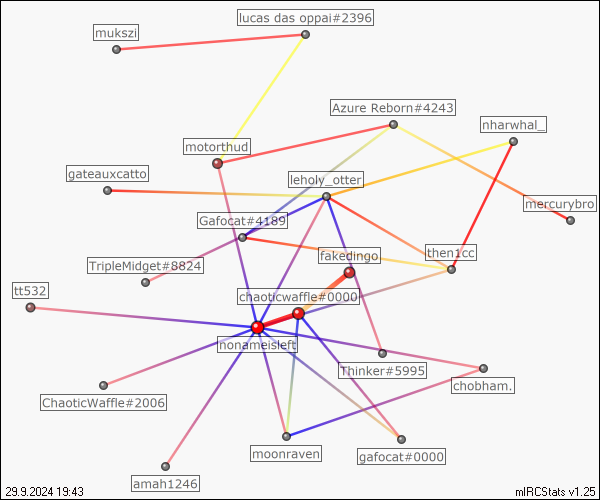 lucas das oppai#2396
mukszi
Azure Reborn#4243
nharwhal_
motorthud
gateauxcatto
leholy_otter
mercurybro
Gafocat#4189
fakedingo
then1cc
TripleMidget#8824
tt532
chaoticwaffle#0000
nonameisleft
Thinker#5995
chobham.
ChaoticWaffle#2006
moonraven
gafocat#0000
amah1246
29.9.2024 19:43
mIRCStats v1.25